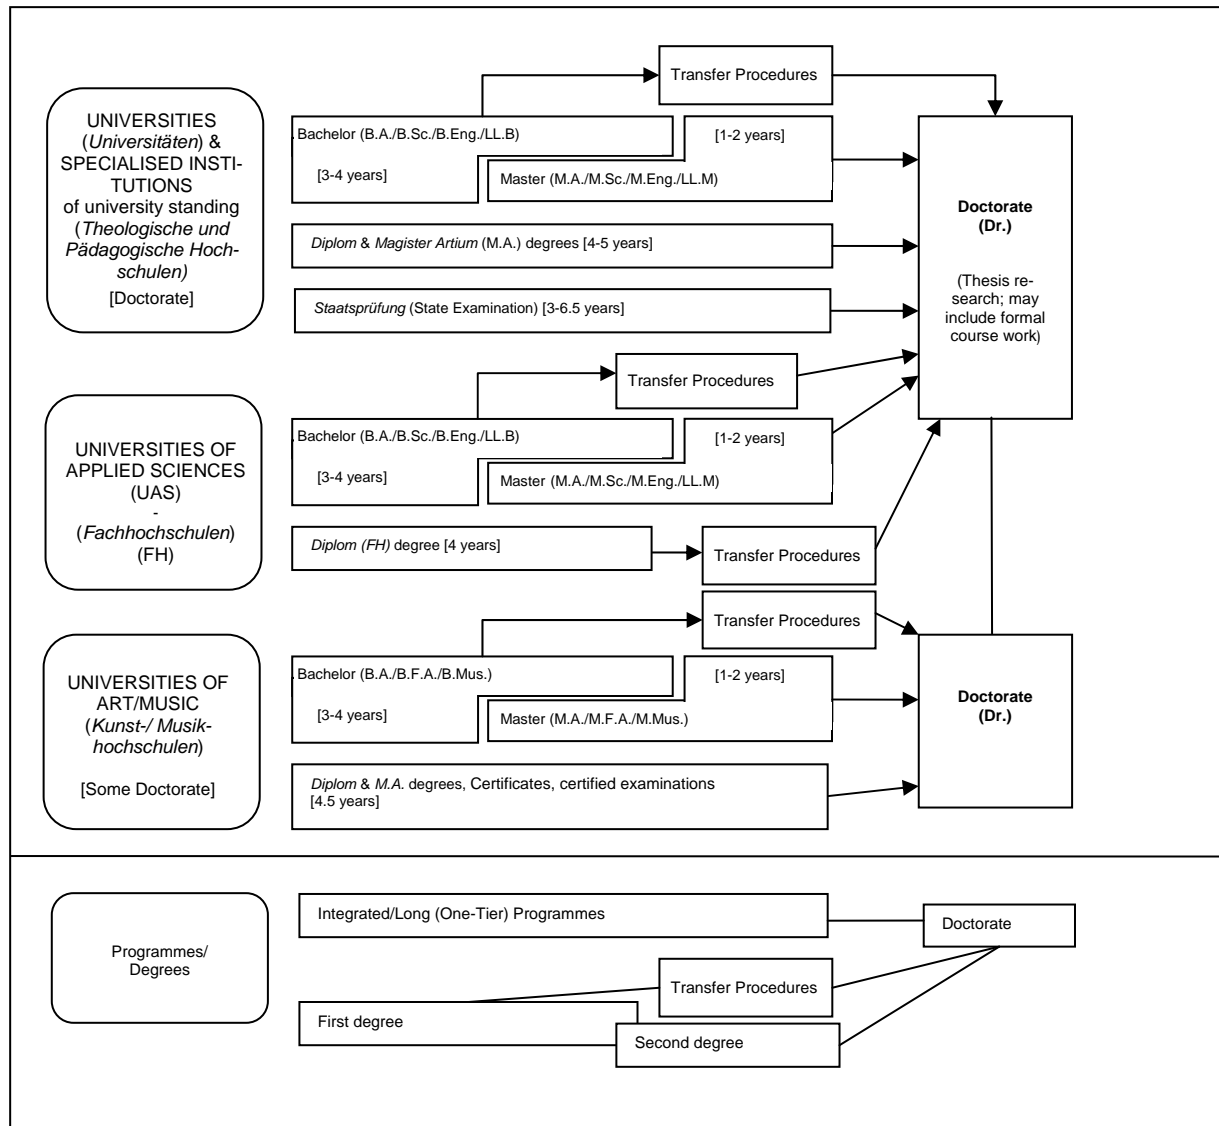 Transfer Procedures
UNIVERSITIES
(Universitäten) &
SPECIALISED INSTI-
TUTIONS
of university standing
(Theologische und
Pädagogische Hoch-
schulen)
[Doctorate]
Bachelor (B.A./B.Sc./B.Eng./LL.B)
[3-4 years]
[1-2 years]
Master (M.A./M.Sc./M.Eng./LL.M)
Diplom & Magister Artium (M.A.) degrees [4-5 years]
Staatsprüfung (State Examination) [3-6.5 years]
Doctorate
(Dr.)
(Thesis re-
search; may
include formal
course work)
Transfer Procedures
UNIVERSITIES OF
APPLIED SCIENCES
(UAS)
-
(Fachhochschulen)
(FH)
Bachelor (B.A./B.Sc./B.Eng./LL.B)
[3-4 years]
[1-2 years]
Master (M.A./M.Sc./M.Eng./LL.M)
Diplom (FH) degree [4 years]
Transfer Procedures
Transfer Procedures
UNIVERSITIES OF
ART/MUSIC
(Kunst-/ Musik-
hochschulen)
[Some Doctorate]
Bachelor (B.A./B.F.A./B.Mus.)
[3-4 years]
[1-2 years]
Master (M.A./M.F.A./M.Mus.)
Diplom & M.A. degrees, Certificates, certified examinations
[4.5 years]
Doctorate
(Dr.)
Programmes/
Degrees
Integrated/Long (One-Tier) Programmes
Doctorate
Transfer Procedures
First degree
Second degree